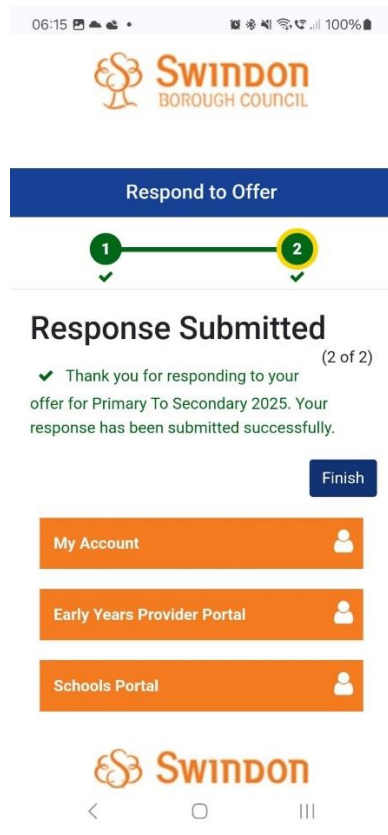 06:15
100%
Swindon
BOROUGH COUNCIL
Respond to Offer
1
2
Response Submitted
(2 of 2)
Thank you for responding to your
offer for Primary To Secondary 2025. Your
response has been submitted successfully.
Finish
My Account
Early Years Provider Portal
Schools Portal
Swindon